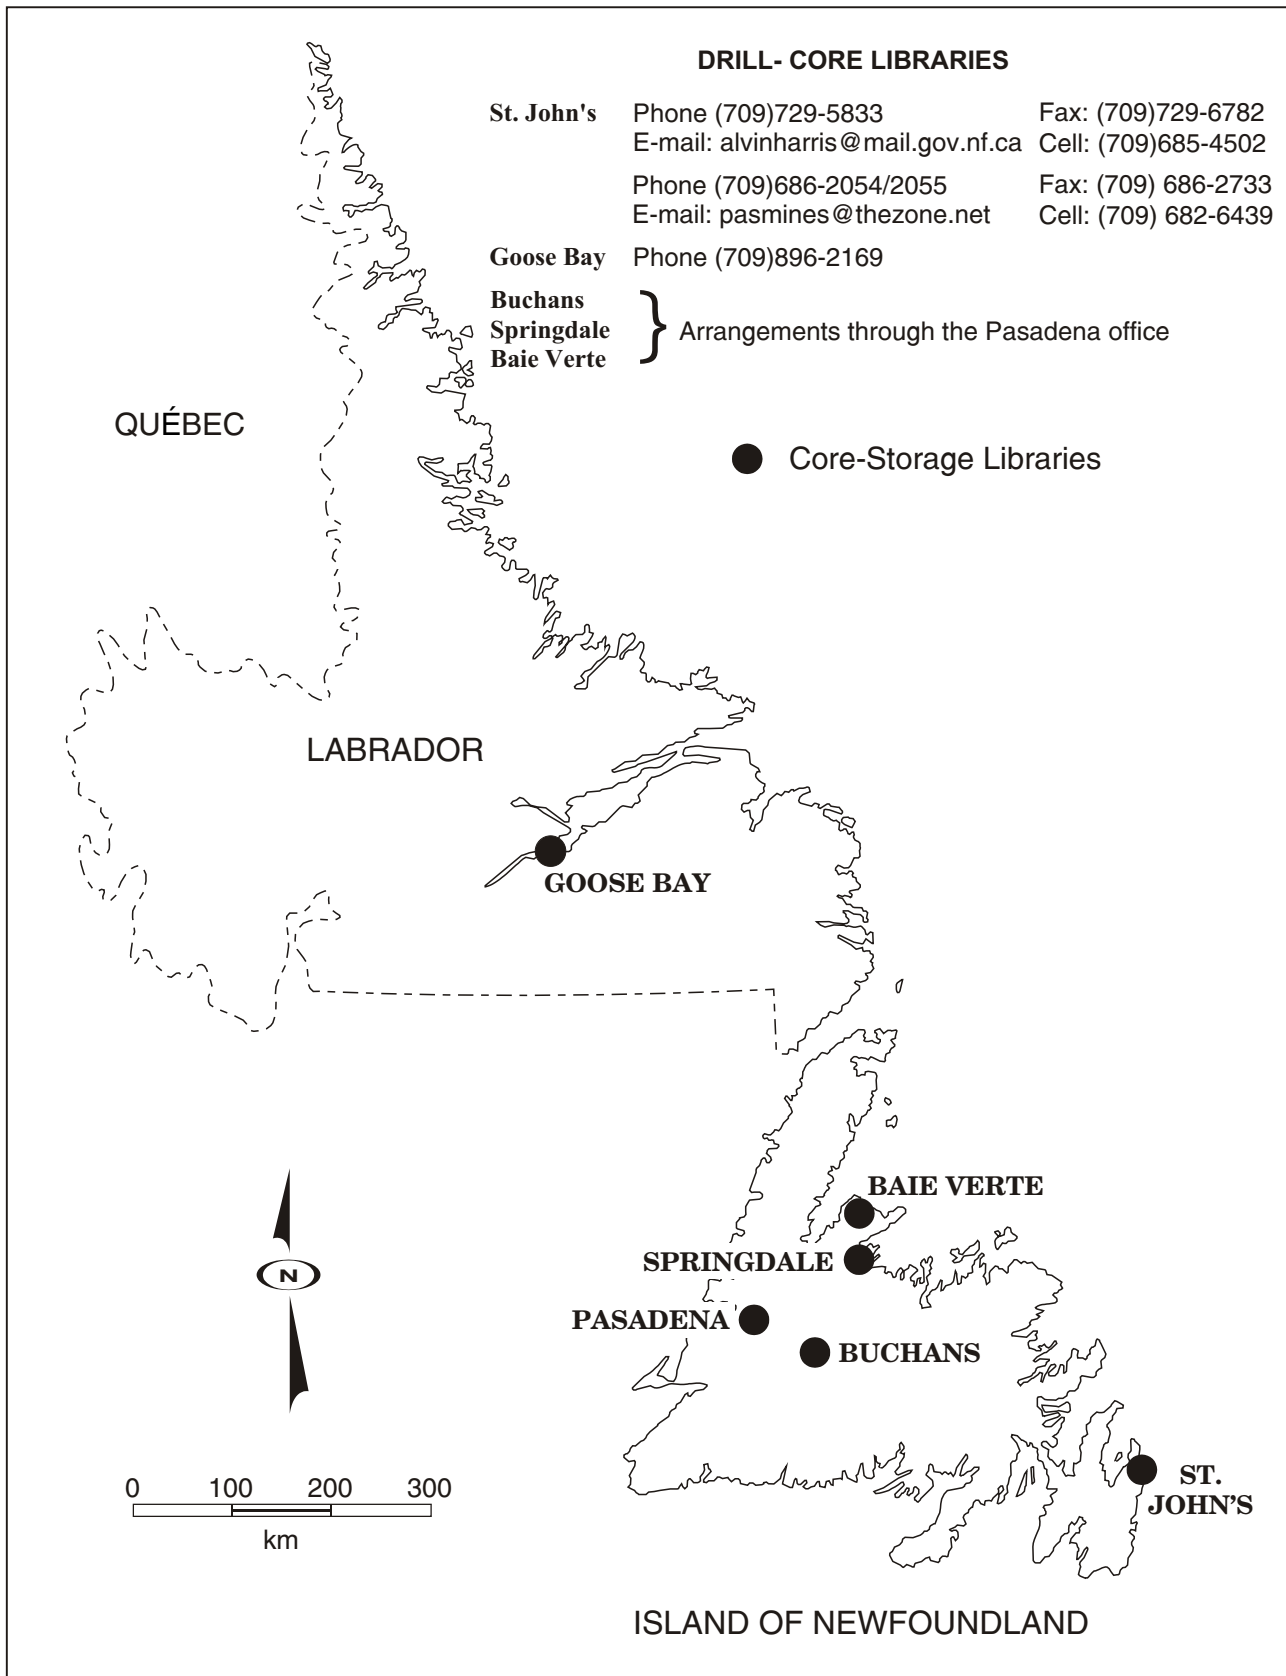 DRILL- CORE LIBRARIES
St. John's Phone (709)729-5833 Fax: (709)729-6782
E-mail: alvinharris@mail.gov.nf.ca Cell: (709)685-4502
Phone (709)686-2054/2055 Fax: (709) 686-2733
E-mail: pasmines@thezone.net Cell: (709) 682-6439
Goose Bay Phone (709)896-2169
Buchans
Springdale } Arrangements through the Pasadena office
Baie Verte
QUÉBEC
Core-Storage Libraries
LABRADOR
GOOSE BAY
BAIE VERTE
SPRINGDALE
N
PASADENA
BUCHANS
ST.
JOHN'S
0 100 200 300
km
ISLAND OF NEWFOUNDLAND